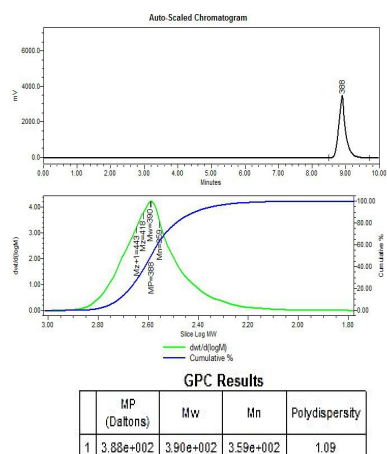 Auto-Scaled Chromatogram
mV
6000.0
4000.0
2000.0
0.0
388
0.00 1.00 2.00 3.00 4.00 5.00 6.00 7.00 8.00 9.00 10.00
Minutes
dwt/d(logM)
4.00
3.00
2.00
1.00
0.00
Mz+1=443
Mz=418
MP=388
Mw=390
Mn=359
100.00
80.00
60.00
40.00
20.00
0.00
Cumulative %
3.00 2.80 2.60 2.40 2.20 2.00 1.80
Slice Log MW
dwt/d(logM)
Cumulative %
GPC Results
MP (Daltons) Mw Mn Polydispersity
1 3.88e+002 3.90e+002 3.59e+002 1.09